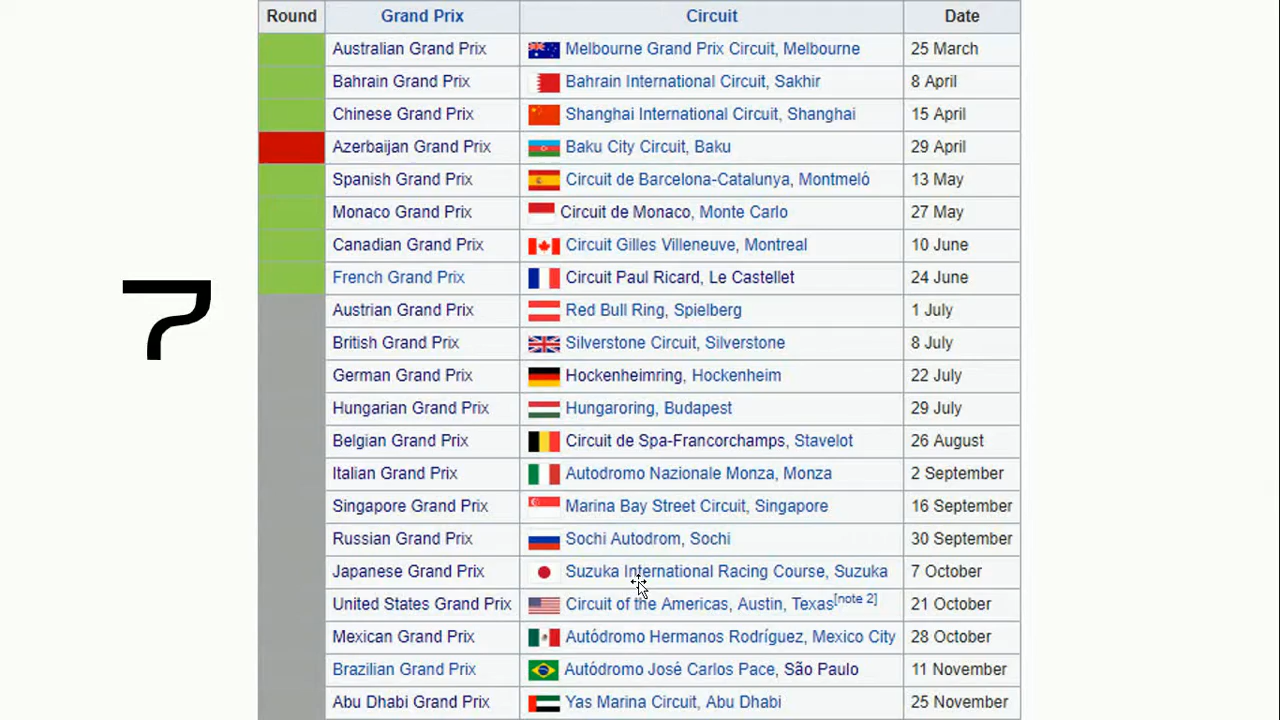 Round Grand Prix Circuit Date
Australian Grand Prix Melbourne Grand Prix Circuit, Melbourne 25 March
Bahrain Grand Prix Bahrain International Circuit, Sakhir 8 April
Chinese Grand Prix Shanghai International Circuit, Shanghai 15 April
Azerbaijan Grand Prix Baku City Circuit, Baku 29 April
Spanish Grand Prix Circuit de Barcelona-Catalunya, Montmeló 13 May
Monaco Grand Prix Circuit de Monaco, Monte Carlo 27 May
Canadian Grand Prix Circuit Gilles Villeneuve, Montreal 10 June
French Grand Prix Circuit Paul Ricard, Le Castellet 24 June
7
Austrian Grand Prix Red Bull Ring, Spielberg 1 July
British Grand Prix Silverstone Circuit, Silverstone 8 July
German Grand Prix Hockenheimring, Hockenheim 22 July
Hungarian Grand Prix Hungaroring, Budapest 29 July
Belgian Grand Prix Circuit de Spa-Francorchamps, Stavelot 26 August
Italian Grand Prix Autodromo Nazionale Monza, Monza 2 September
Singapore Grand Prix Marina Bay Street Circuit, Singapore 16 September
Russian Grand Prix Sochi Autodrom, Sochi 30 September
Japanese Grand Prix Suzuka International Racing Course, Suzuka 7 October
United States Grand Prix Circuit of the Americas, Austin, Texas[note 2] 21 October
Mexican Grand Prix Autódromo Hermanos Rodríguez, Mexico City 28 October
Brazilian Grand Prix Autódromo José Carlos Pace, São Paulo 11 November
Abu Dhabi Grand Prix Yas Marina Circuit, Abu Dhabi 25 November